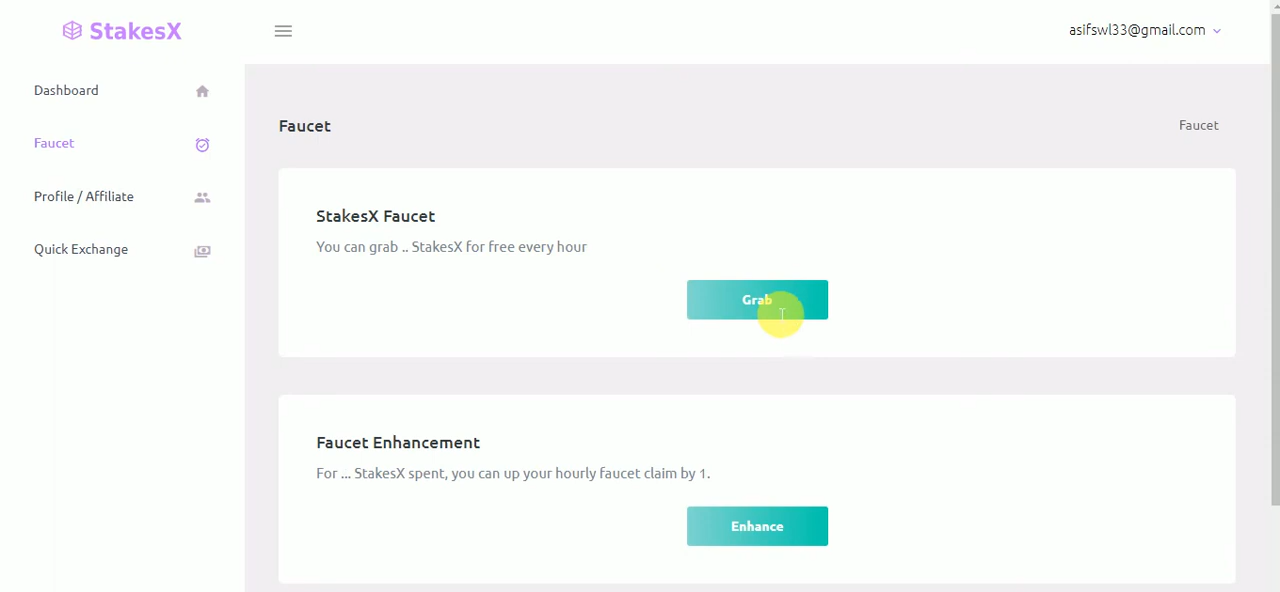 StakesX
asifswl33@gmail.com
Dashboard
Faucet
Profile / Affiliate
Quick Exchange
Faucet
Faucet
StakesX Faucet
You can grab .. StakesX for free every hour
Grab
Faucet Enhancement
For ... StakesX spent, you can up your hourly faucet claim by 1.
Enhance